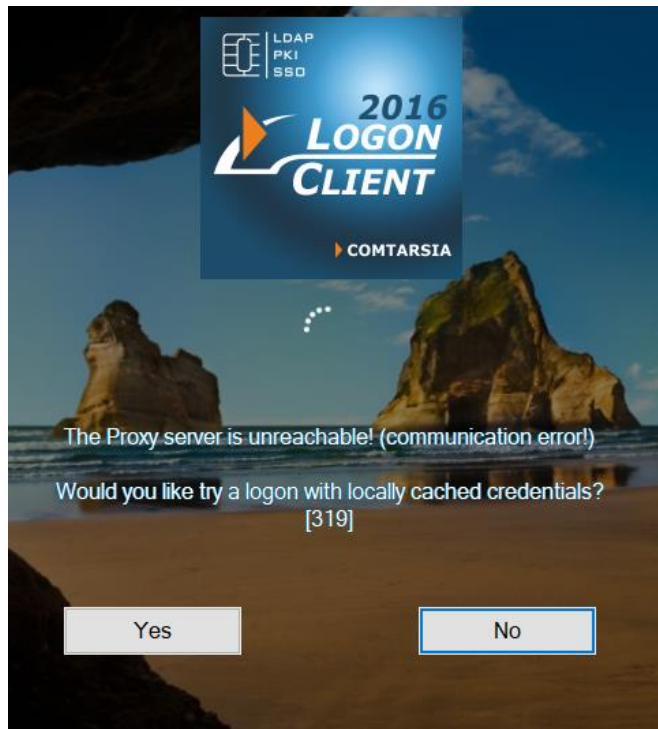 LDAP
PKI
SSO
2016
LOGON
CLIENT
COMTARSIA
The Proxy server is unreachable! (communication error!)
Would you like try a logon with locally cached credentials?
[319]
Yes
No